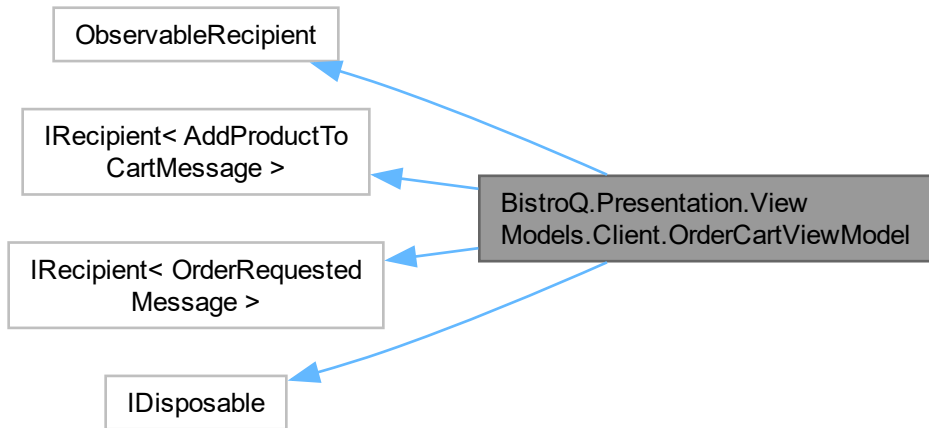 ObservableRecipient
IRecipient< AddProductTo
CartMessage >
IRecipient< OrderRequested
Message >
IDisposable
BistroQ.Presentation.View
Models.Client.OrderCartViewModel